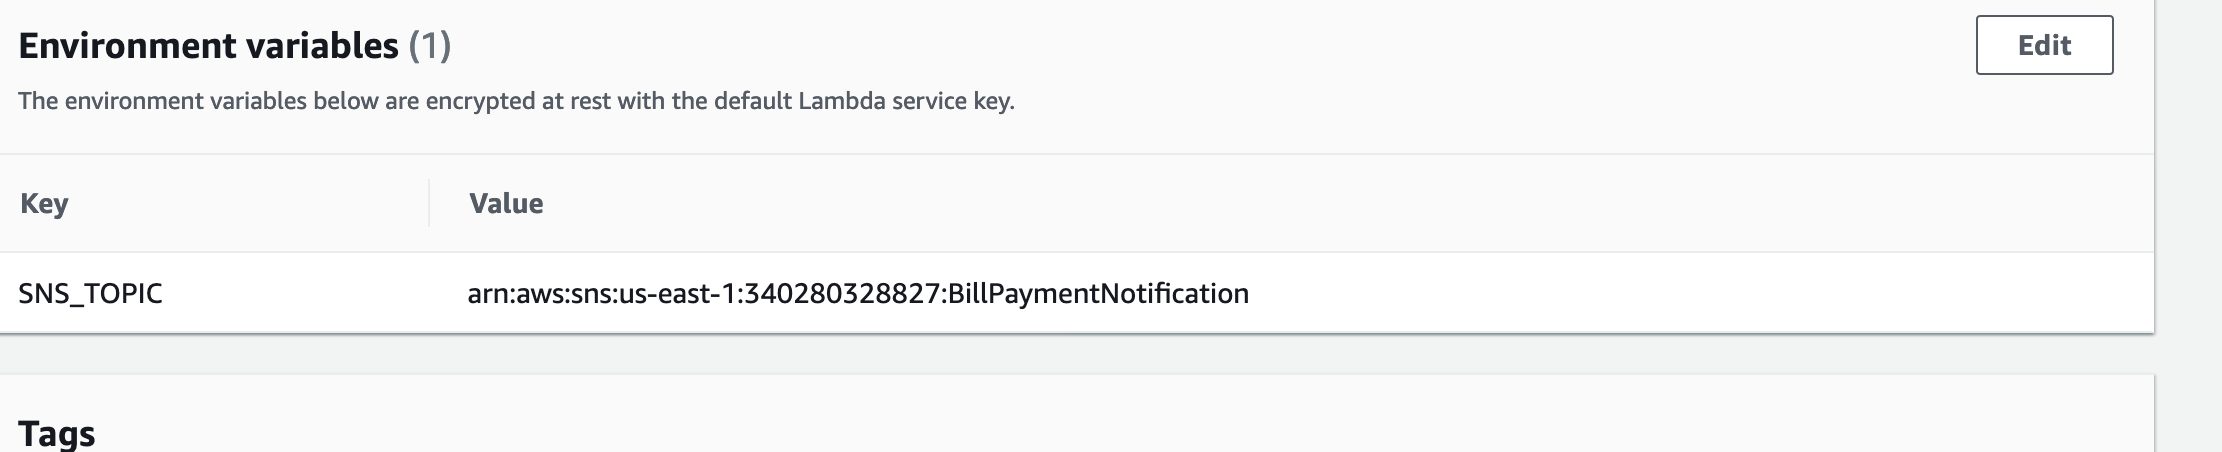 Environment variables (1)
Edit
The environment variables below are encrypted at rest with the default Lambda service key.
Key Value
SNS_TOPIC arn:aws:sns:us-east-1:340280328827:BillPaymentNotification
Tags